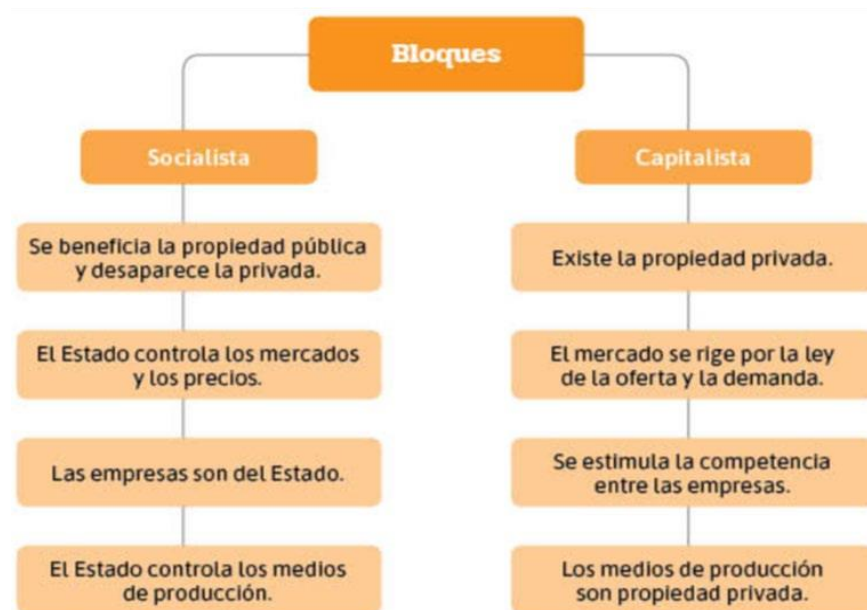 Bloques
Socialista
Se beneficia la propiedad pública
y desaparece la privada.
El Estado controla los mercados
y los precios.
Las empresas son del Estado.
El Estado controla los medios
de producción.
Capitalista
Existe la propiedad privada.
El mercado se rige por la ley
de la oferta y la demanda.
Se estimula la competencia
entre las empresas.
Los medios de producción
son propiedad privada.